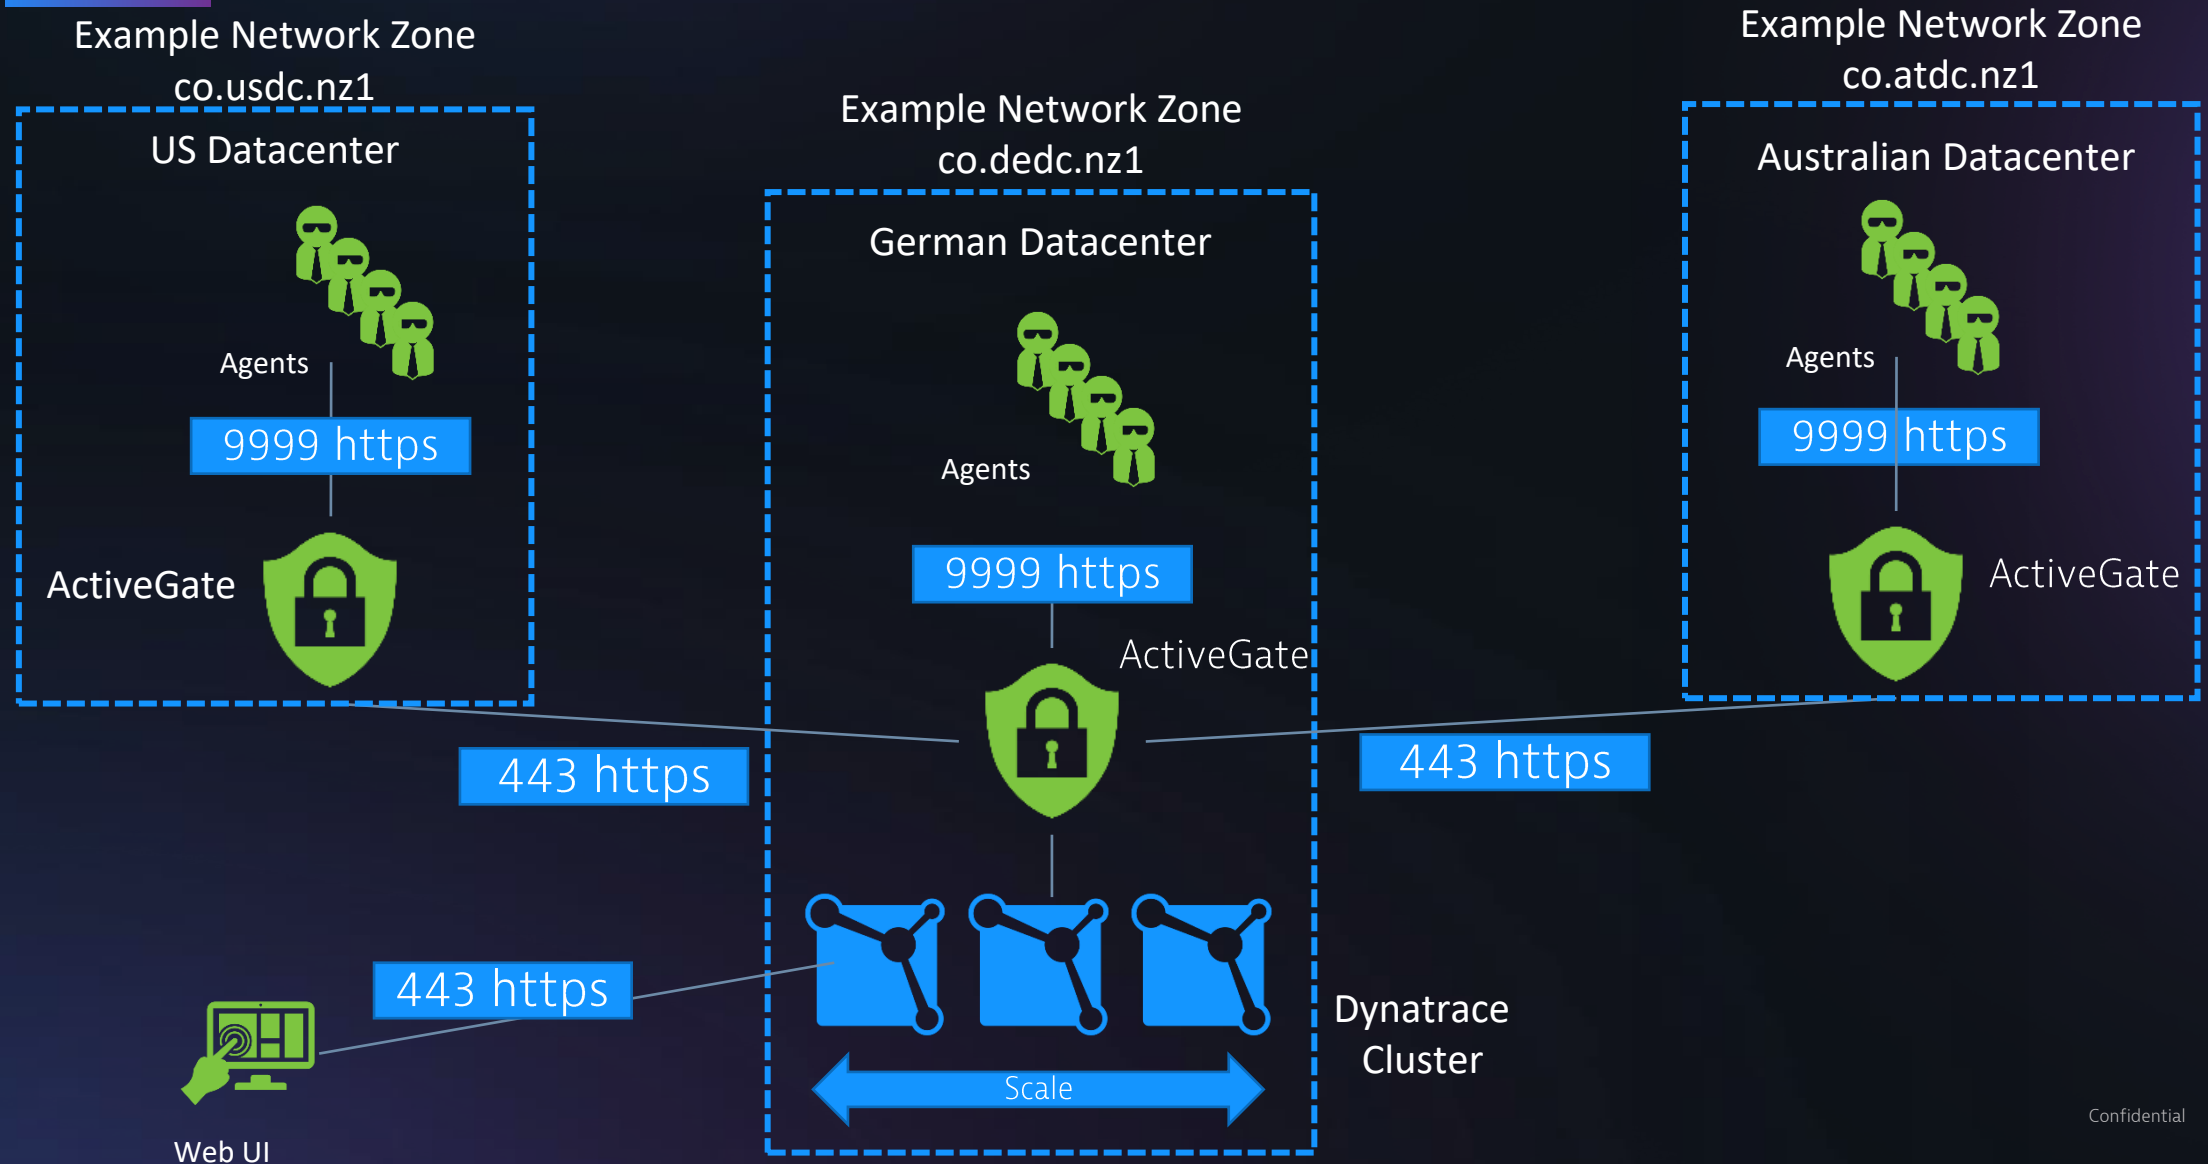 Example Network Zone
co.usdc.nz1
US Datacenter
Agents
9999 https
ActiveGate
443 https
Example Network Zone
co.dedc.nz1
German Datacenter
Agents
9999 https
ActiveGate
Example Network Zone
co.atdc.nz1
Australian Datacenter
Agents
9999 https
ActiveGate
443 https
443 https
Web UI
Scale
Dynatrace
Cluster
Confidential